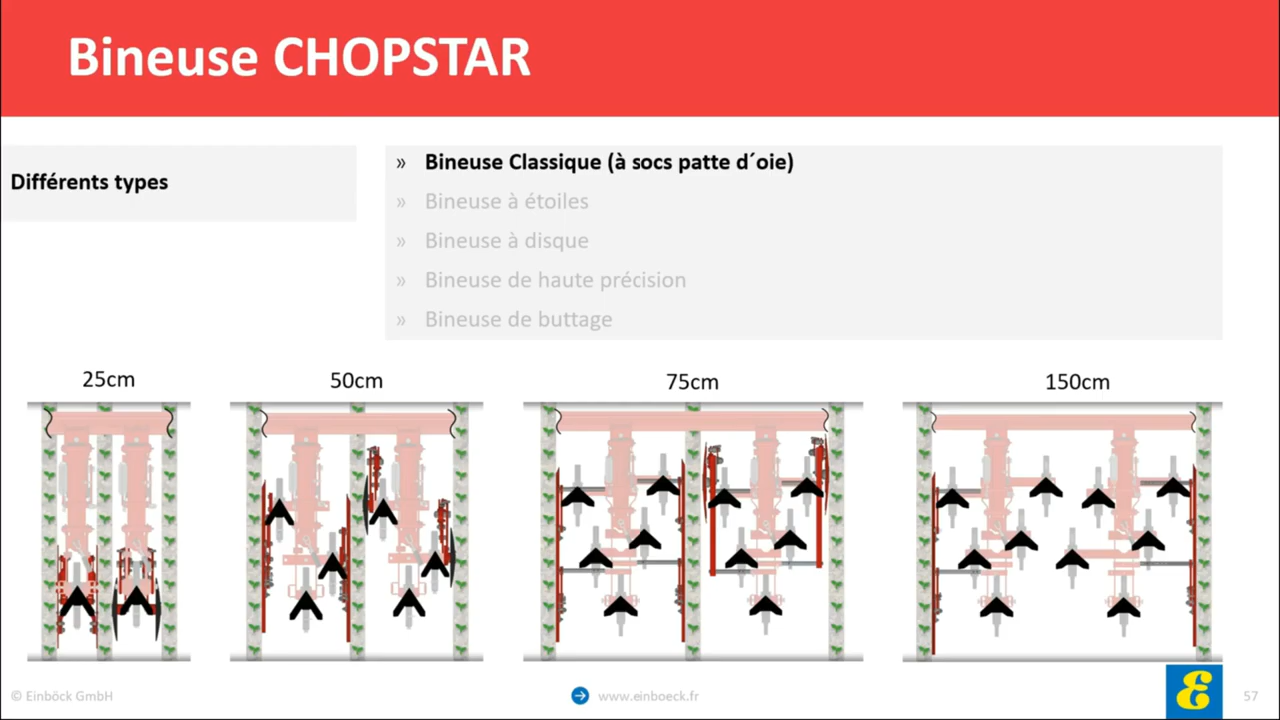 Bineuse CHOPSTAR
Différents types
» Bineuse Classique (à socs patte d´oie)
» Bineuse à étoiles
» Bineuse à disque
» Bineuse de haute précision
» Bineuse de buttage
25cm
50cm
75cm
150cm
© Einböck GmbH
www.einboeck.fr
E
57